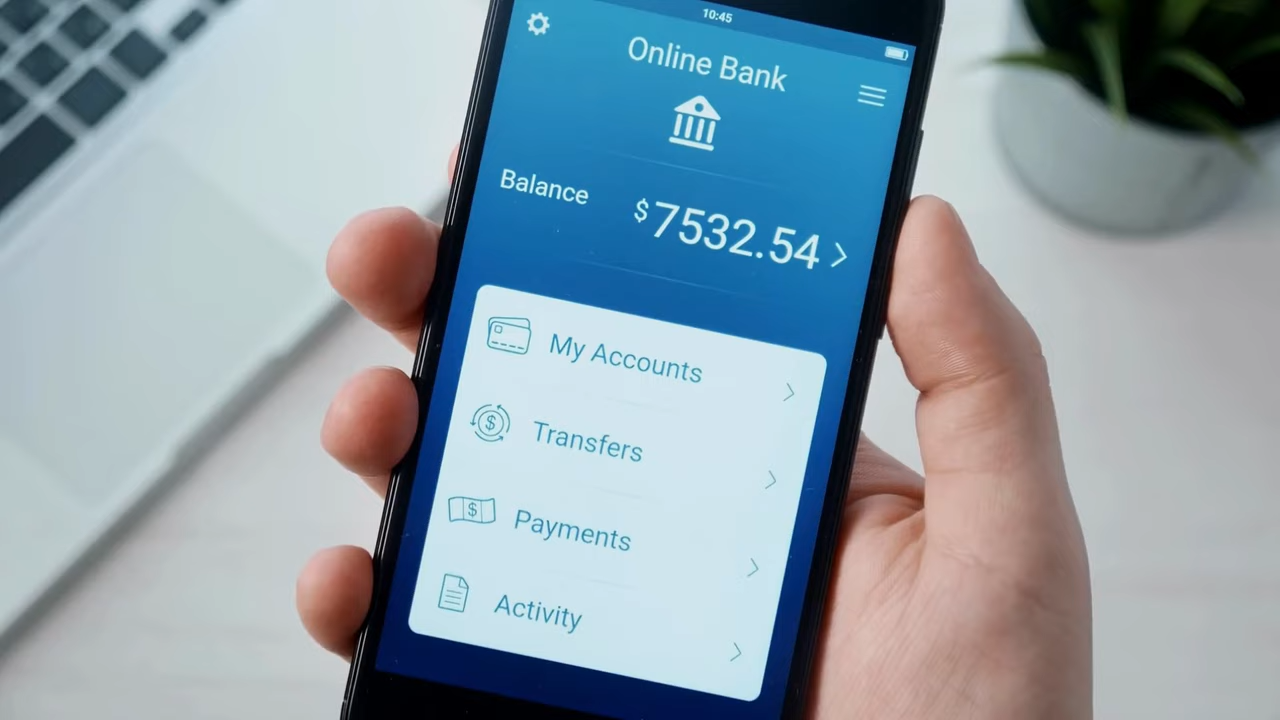 10:45
Online Bank
Balance $7532.54
My Accounts
Transfers
$
Payments
$
Activity